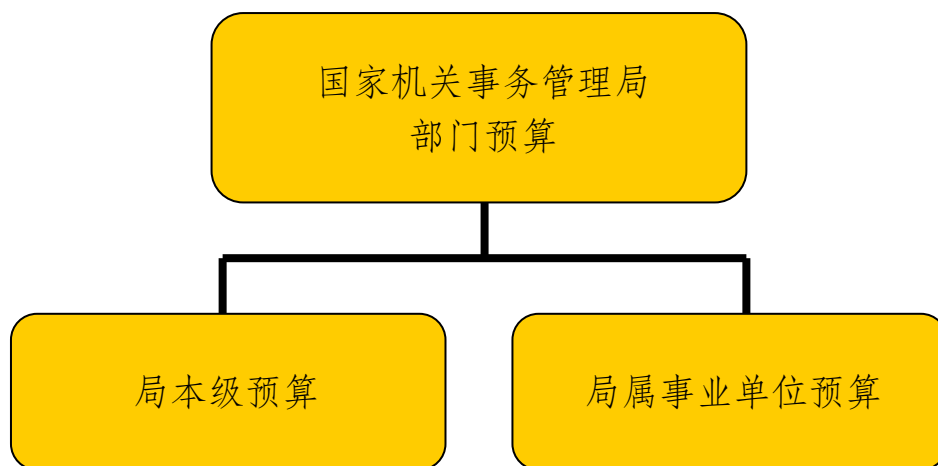 国家机关事务管理局
部门预算
局本级预算
局属事业单位预算